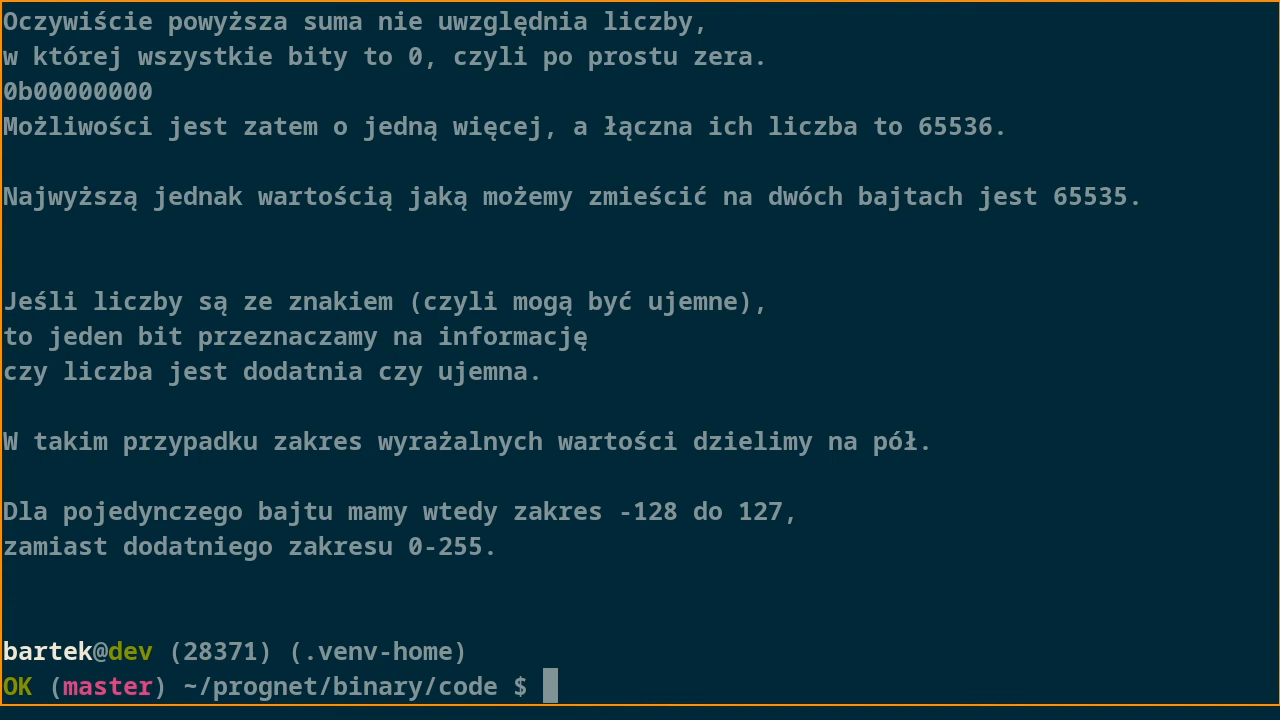 Oczywiście powyższa suma nie uwzględnia liczby,
w której wszystkie bity to 0, czyli po prostu zera.
0b00000000
Możliwości jest zatem o jedną więcej, a łączna ich liczba to 65536.
Najwyższą jednak wartością jaką możemy zmieścić na dwóch bajtach jest 65535.
Jeśli liczby są ze znakiem (czyli mogą być ujemne),
to jeden bit przeznaczamy na informację
czy liczba jest dodatnia czy ujemna.
W takim przypadku zakres wyrażalnych wartości dzielimy na pół.
Dla pojedynczego bajtu mamy wtedy zakres -128 do 127,
zamiast dodatniego zakresu 0-255.
bartek@dev (28371) (.venv-home)
OK (master) ~/prognet/binary/code $